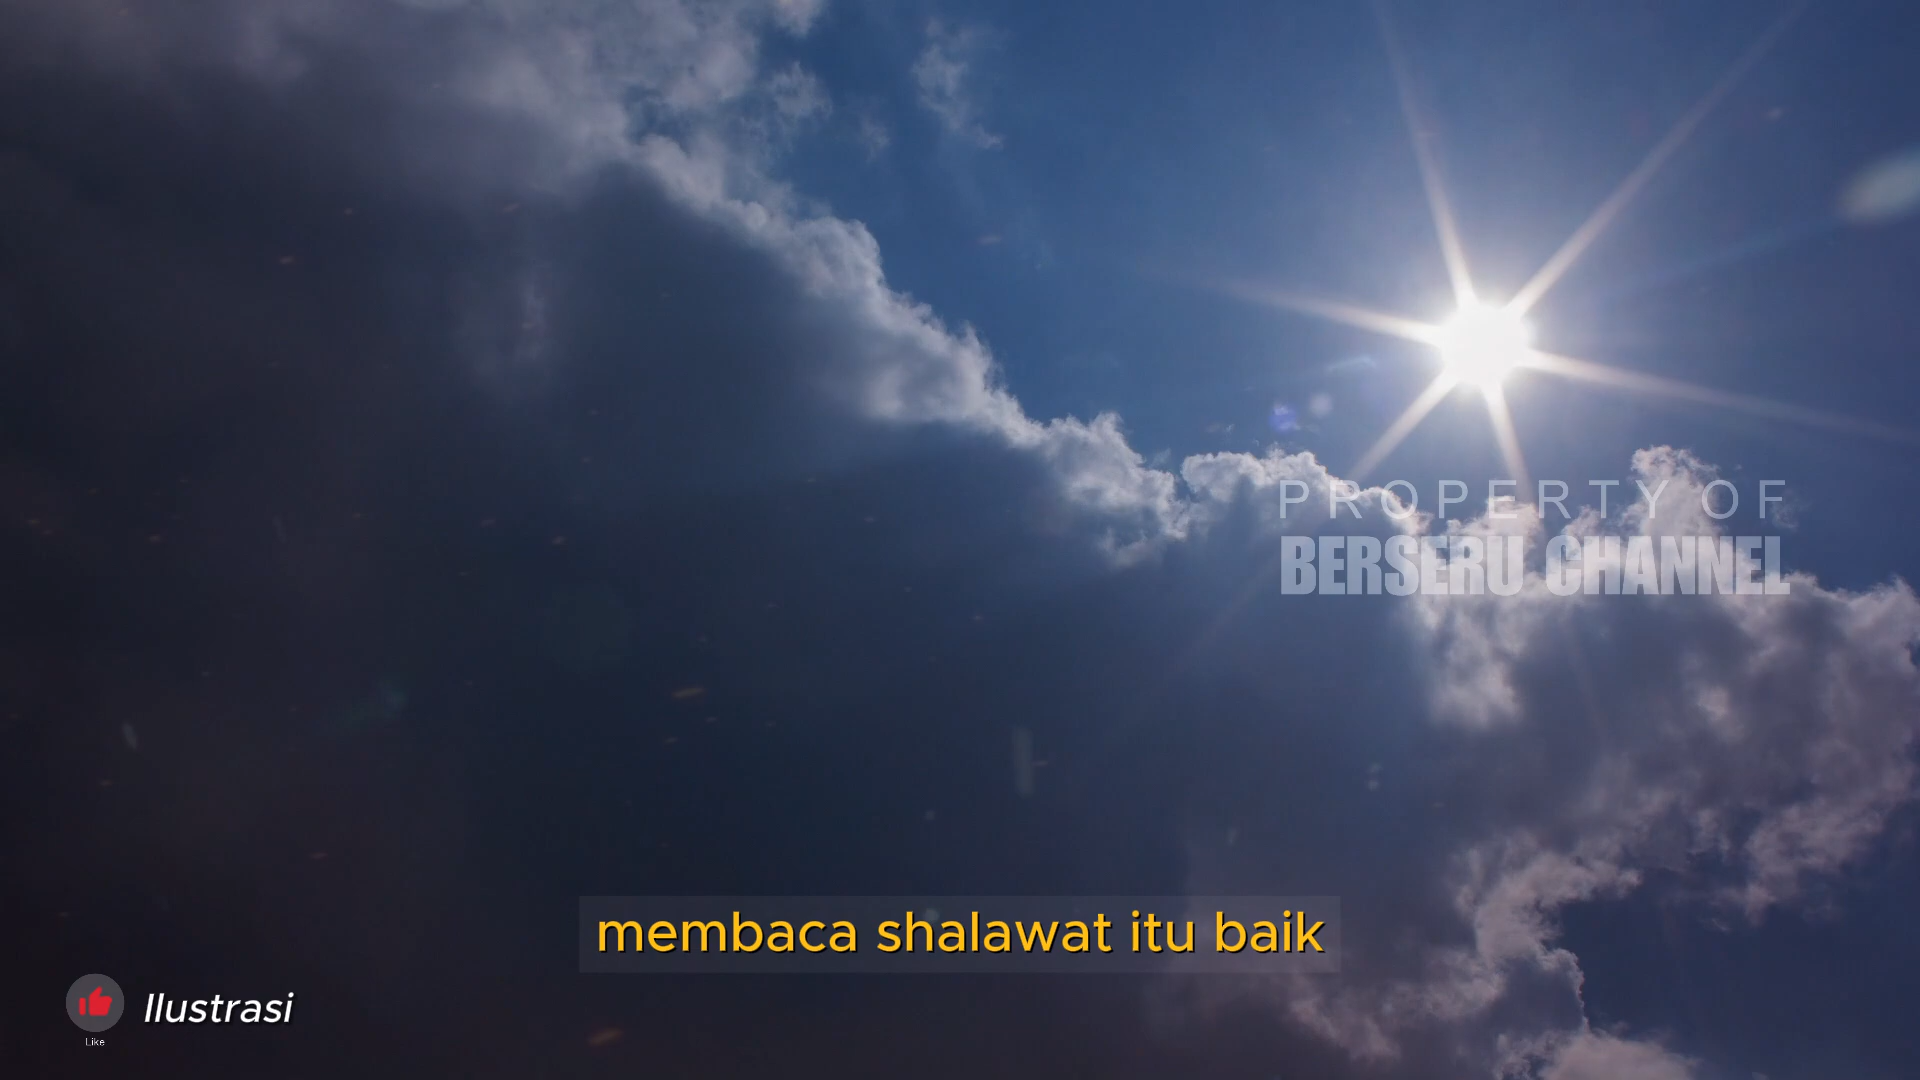 PROPERTY OF
BERSERU CHANNEL
membaca shalawat itu baik
Ilustrasi
Like